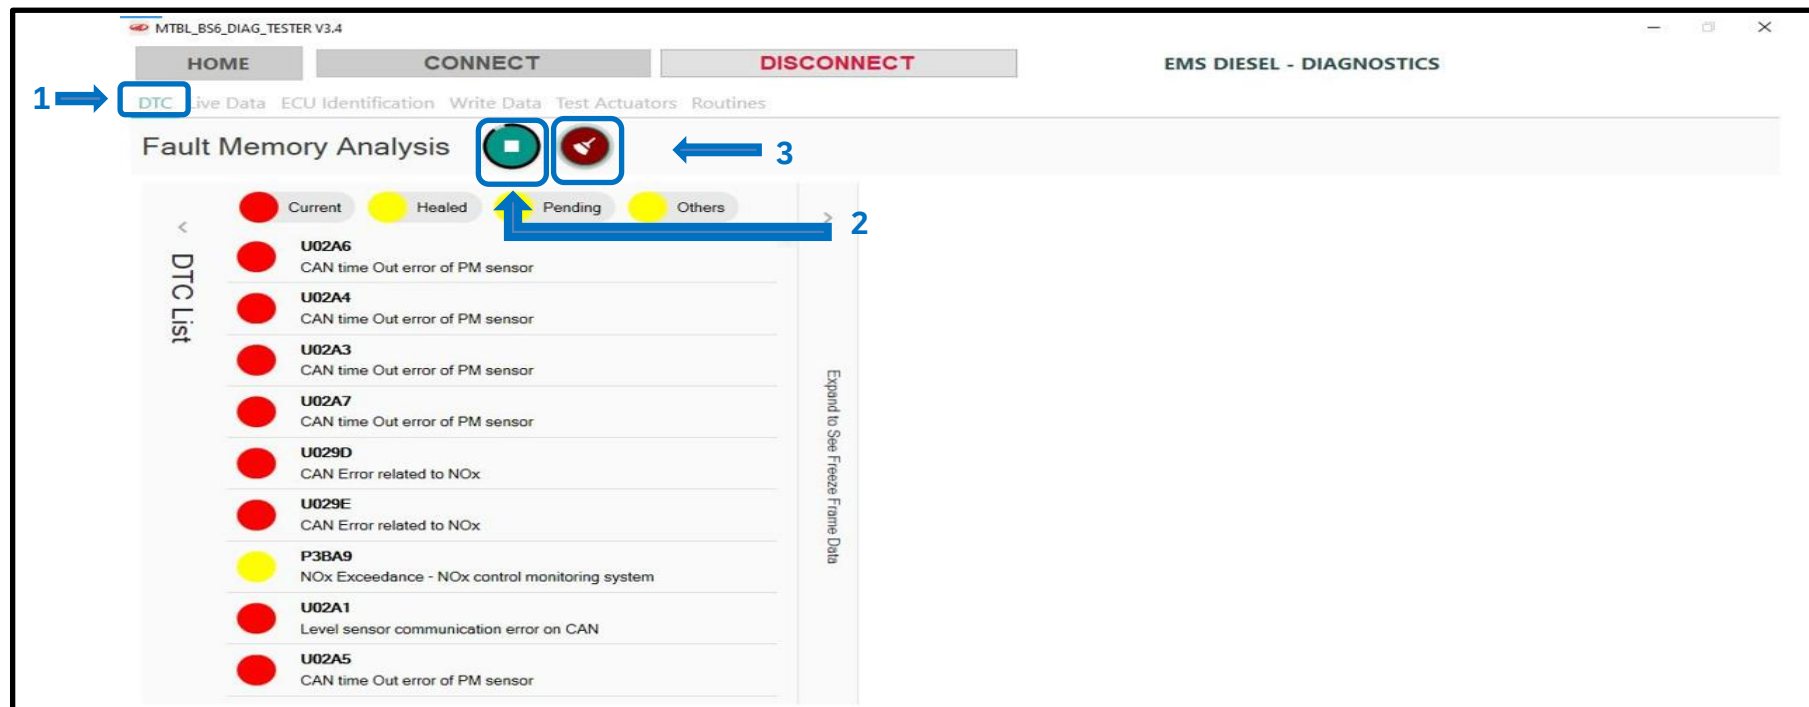 MTBL_BS6_DIAG_TESTER V3.4
HOME CONNECT DISCONNECT EMS DIESEL - DIAGNOSTICS
1
DTC Live Data ECU Identification Write Data Test Actuators Routines
Fault Memory Analysis
3
Current Healed Pending Others
2
DTC List
U02A6
CAN time Out error of PM sensor
U02A4
CAN time Out error of PM sensor
U02A3
CAN time Out error of PM sensor
U02A7
CAN time Out error of PM sensor
U029D
CAN Error related to NOx
U029E
CAN Error related to NOx
P3BA9
NOx Exceedance - NOx control monitoring system
U02A1
Level sensor communication error on CAN
U02A5
CAN time Out error of PM sensor
Expand to See Freeze Frame Data